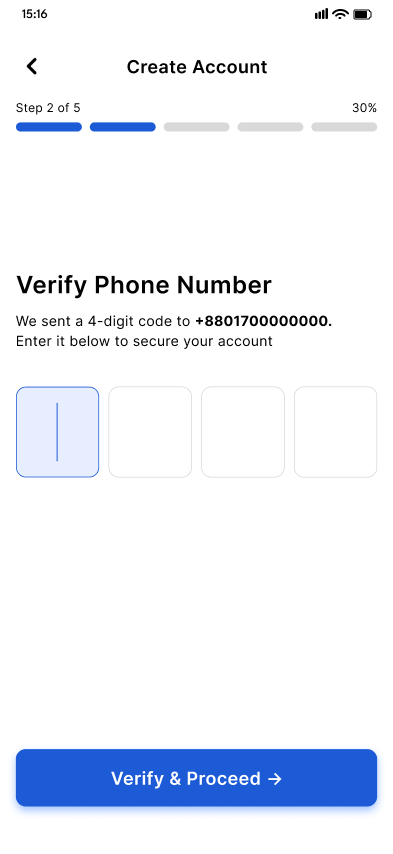 15:16
Create Account
Step 2 of 5
30%
Verify Phone Number
We sent a 4-digit code to +8801700000000.
Enter it below to secure your account
Verify & Proceed →